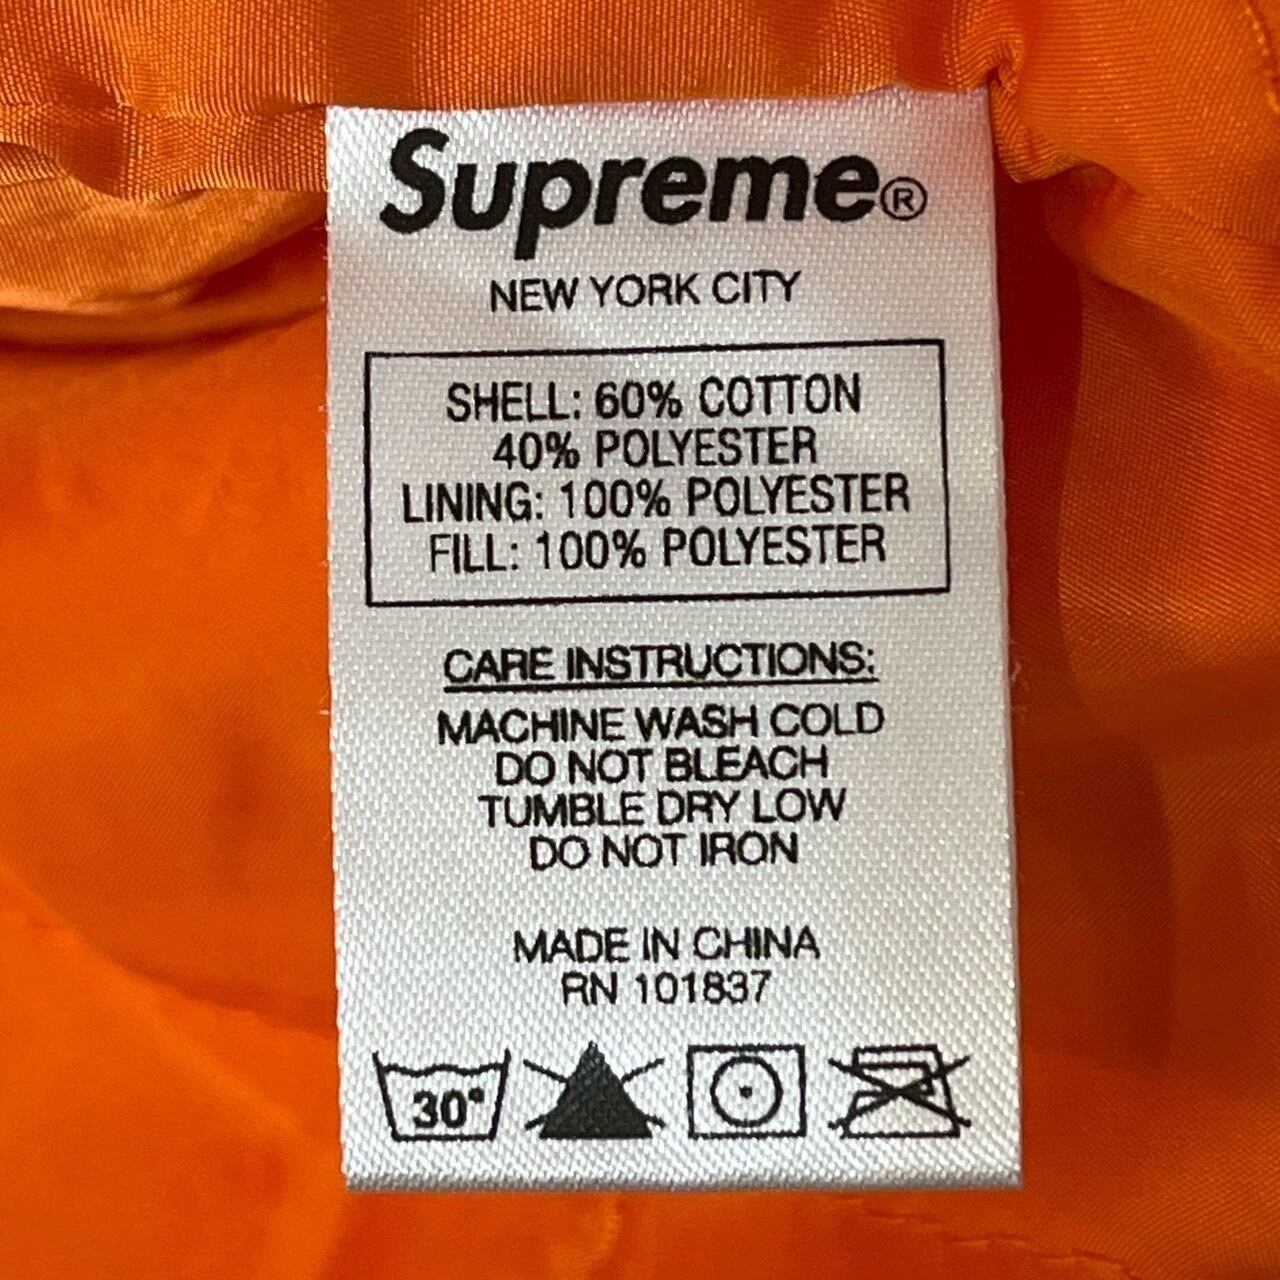 Supreme®
NEW YORK CITY
SHELL: 60% COTTON
40% POLYESTER
LINING: 100% POLYESTER
FILL: 100% POLYESTER
CARE INSTRUCTIONS:
MACHINE WASH COLD
DO NOT BLEACH
TUMBLE DRY LOW
DO NOT IRON
MADE IN CHINA
RN 101837
30°